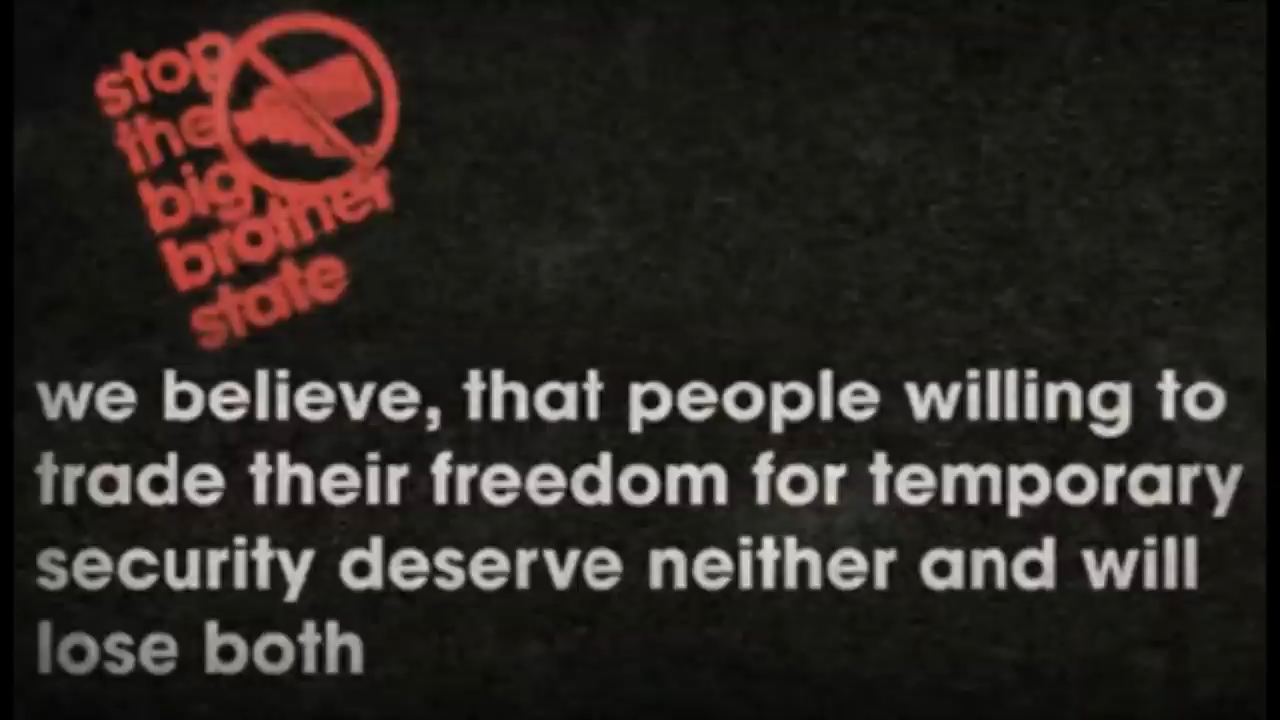 stop
the
big
brother
state
we believe, that people willing to
trade their freedom for temporary
security deserve neither and will
lose both